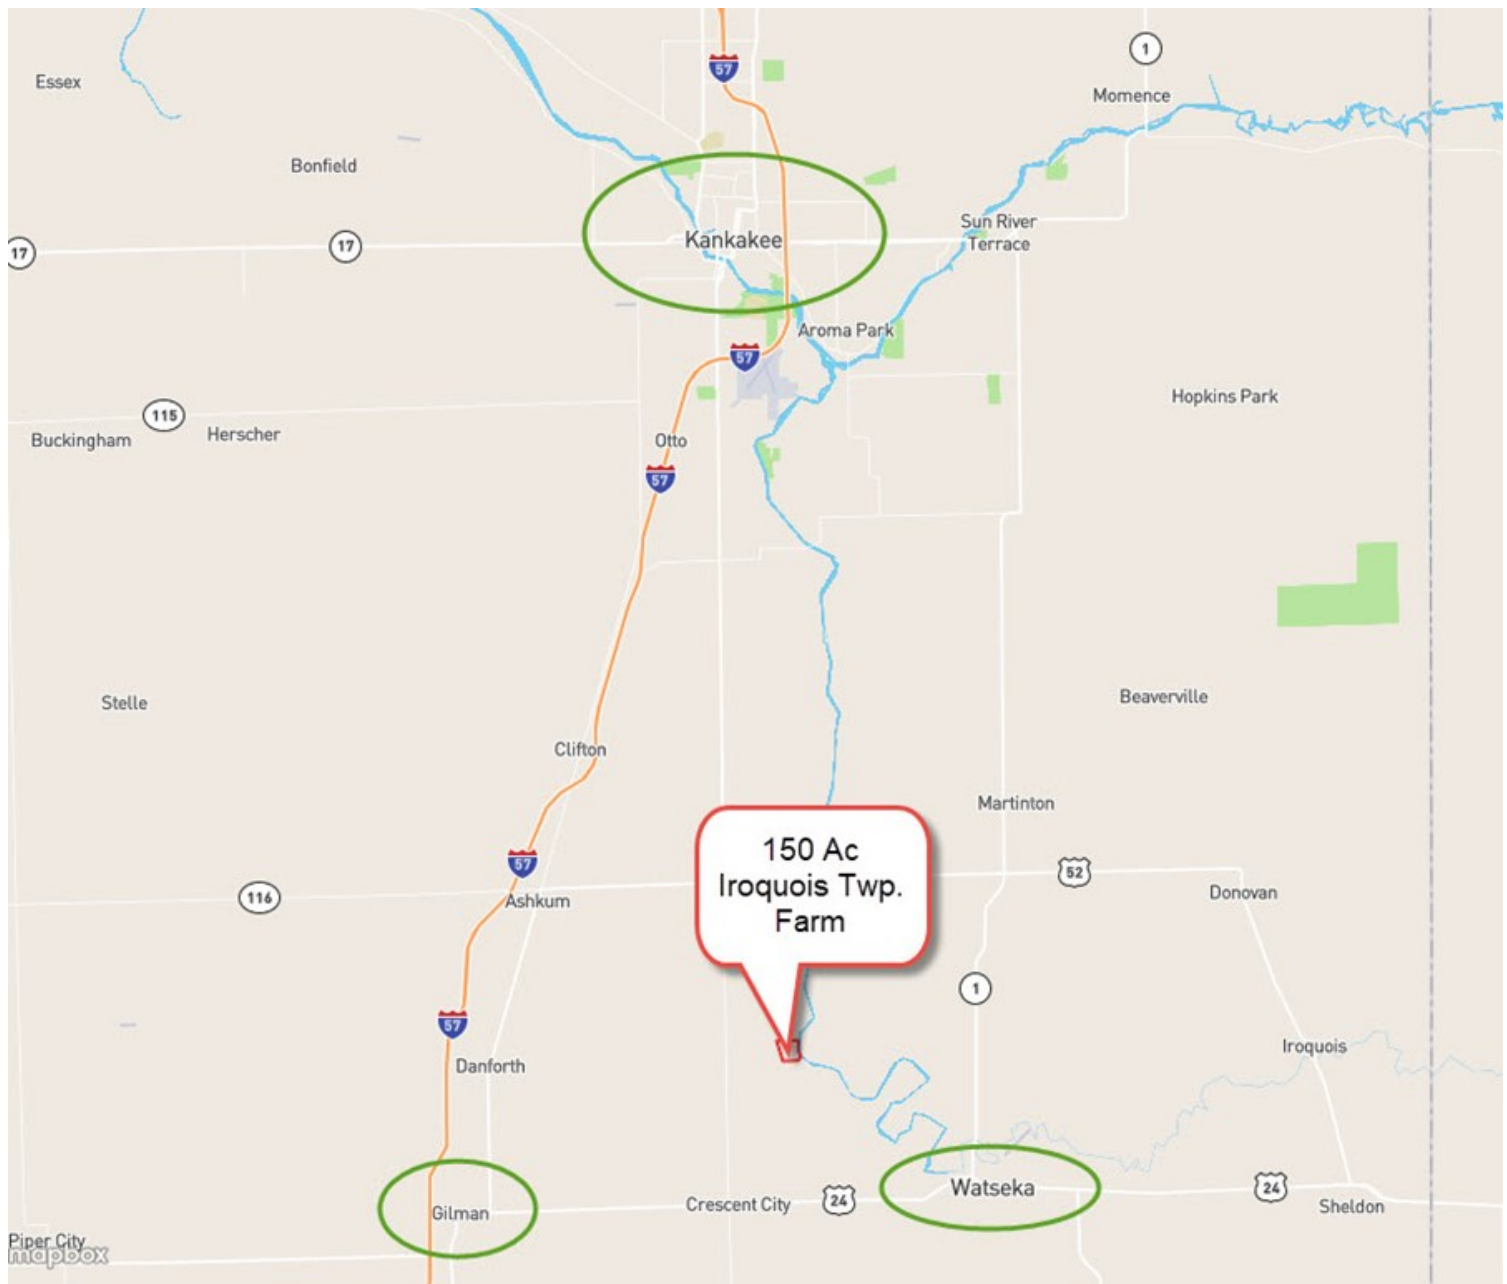 57
1
Essex
Momence
Bonfield
Sun River
Terrace
17
17
Kankakee
Aroma Park
57
Hopkins Park
115
Buckingham
Herscher
Otto
57
Stelle
Beaverville
Clifton
Martinton
150 Ac
Iroquois Twp.
Farm
57
52
116
Ashkum
Donovan
1
57
Danforth
Iroquois
Watseka
24
24
Crescent City
Sheldon
Gilman
Piper City
mapbox